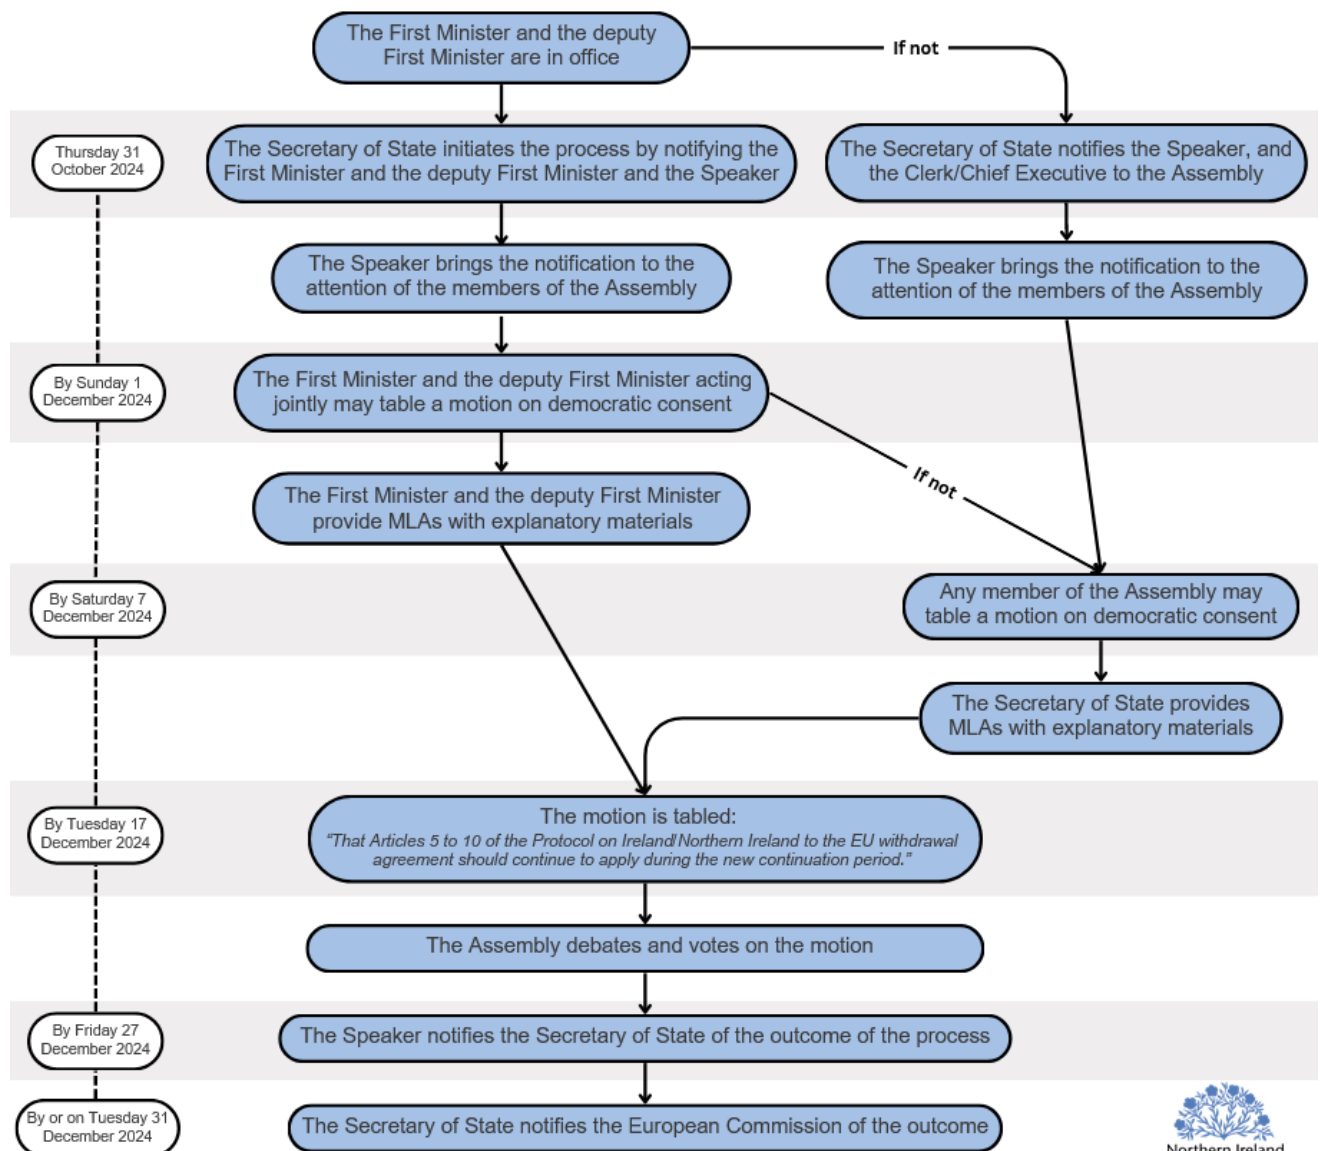 The First Minister and the deputy
First Minister are in office
If not
Thursday 31
October 2024
The Secretary of State initiates the process by notifying the
First Minister and the deputy First Minister and the Speaker
The Secretary of State notifies the Speaker, and
the Clerk/Chief Executive to the Assembly
The Speaker brings the notification to the
attention of the members of the Assembly
The Speaker brings the notification to the
attention of the members of the Assembly
By Sunday 1
December 2024
The First Minister and the deputy First Minister acting
jointly may table a motion on democratic consent
If not
The First Minister and the deputy First Minister
provide MLAs with explanatory materials
By Saturday 7
December 2024
Any member of the Assembly may
table a motion on democratic consent
The Secretary of State provides
MLAs with explanatory materials
By Tuesday 17
December 2024
The motion is tabled:
“That Articles 5 to 10 of the Protocol on Ireland/Northern Ireland to the EU withdrawal
agreement should continue to apply during the new continuation period.”
The Assembly debates and votes on the motion
By Friday 27
December 2024
The Speaker notifies the Secretary of State of the outcome of the process
By or on Tuesday 31
December 2024
The Secretary of State notifies the European Commission of the outcome
Northern Ireland